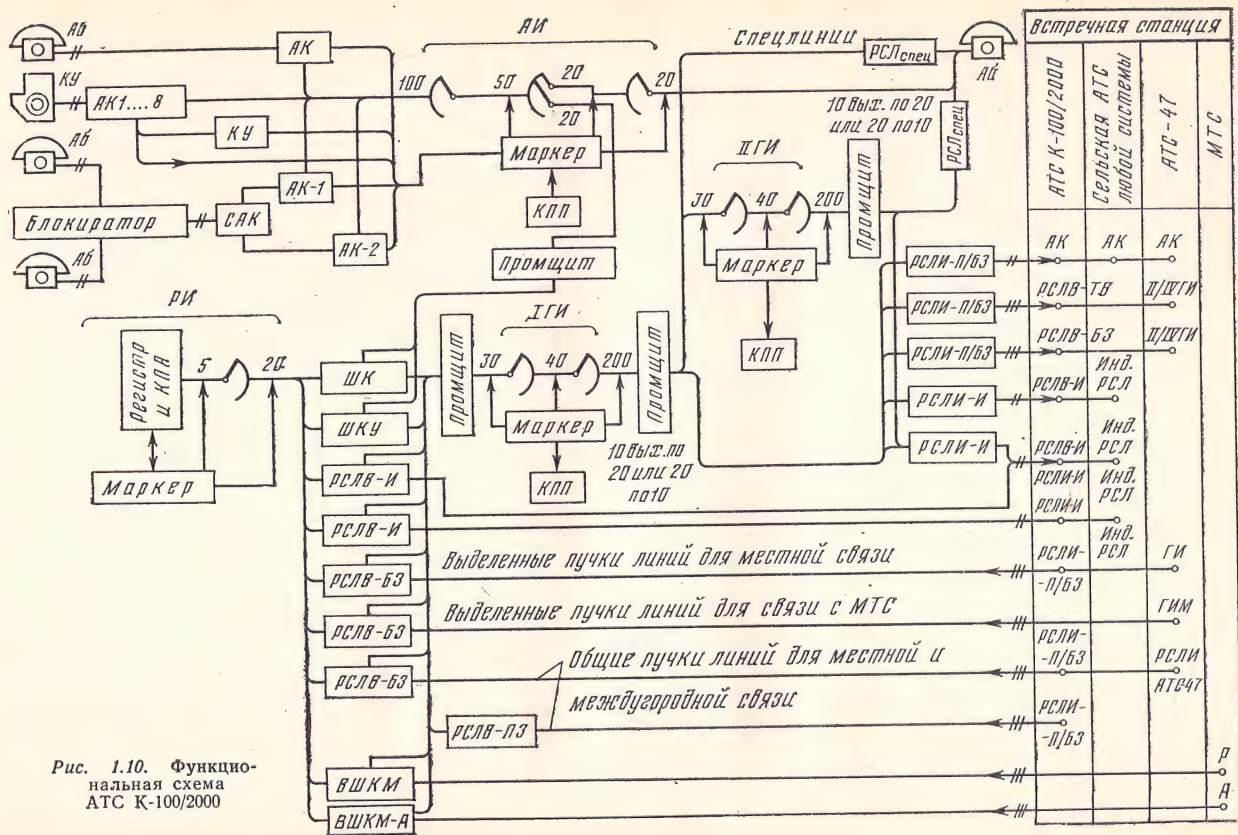 Аб
АК
АИ
Спецлинии
РСЛспец
Аб
КУ
АК1....8
100
50
20
20
20
КУ
Маркер
КПП
10 вых. по 20
или 20 по 10
РСЛспец
Аб
Блокиратор
САК
АК-1
АК-2
Аб
Промщит
IIГИ
30
40
200
Маркер
КПП
Промщит
РИ
Регистр
и КПА
5
20
Маркер
IГИ
Промщит
30
40
200
Маркер
КПП
Промщит
10 вых. по
20 или 20
по 10
ШК
ШКУ
РСЛВ-И
РСЛВ-И
РСЛВ-БЗ
РСЛВ-БЗ
РСЛВ-БЗ
РСЛВ-ПЗ
ВШКМ
ВШКМ-А
РСЛИ-П/БЗ
РСЛИ-П/БЗ
РСЛИ-П/БЗ
РСЛИ-И
РСЛИ-И
Выделенные пучки линий для местной связи
Выделенные пучки линий для связи с МТС
Общие пучки линий для местной и
междугородной связи
Встречная станция
АТС К-100/2000
Сельская АТС
любой системы
АТС-47
МТС
АК АК АК
РСЛВ-ТВ II/IVГИ
РСЛВ-БЗ II/IVГИ
РСЛВ-И Инд.
РСЛ
РСЛВ-И Инд.
РСЛ
РСЛИ-И Инд.
РСЛ
РСЛИ-И Инд.
РСЛ
РСЛИ-
-П/БЗ
ГИ
ГИМ
РСЛИ-
-П/БЗ
РСЛИ
АТС47
РСЛИ-
-П/БЗ
Р
А
Рис. 1.10. Функцио-
нальная схема
АТС К-100/2000